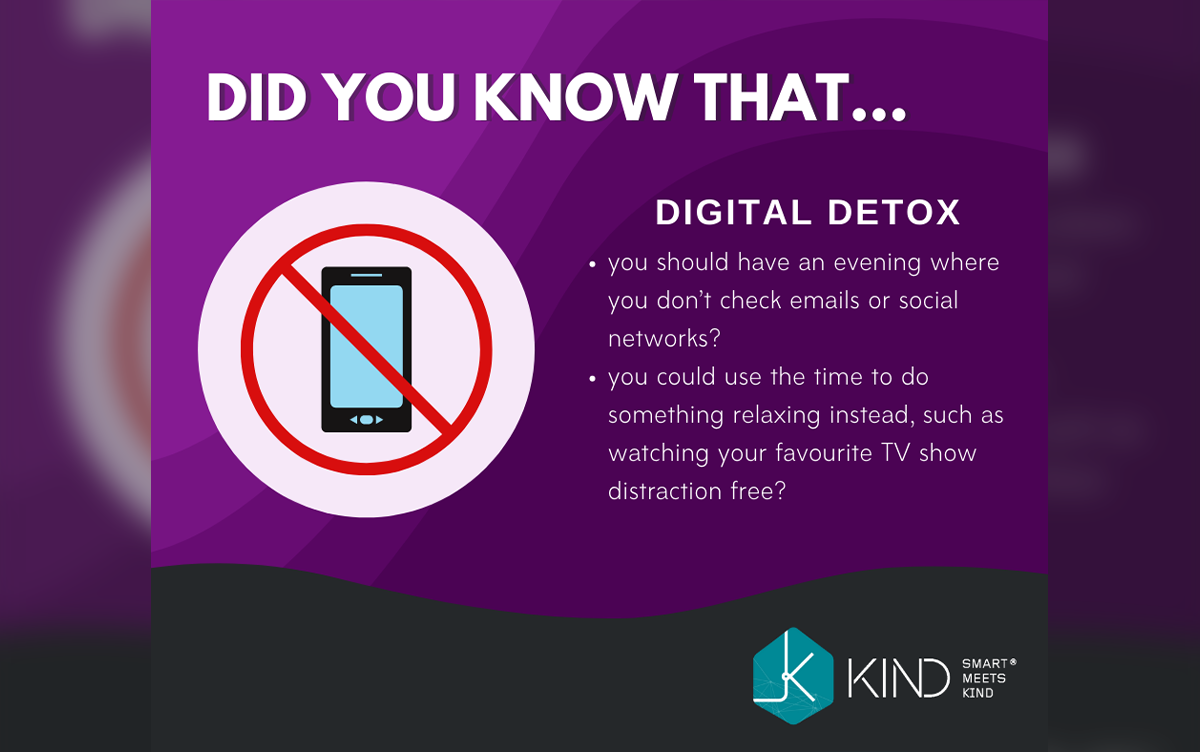 DID YOU KNOW THAT...
DIGITAL DETOX
• you should have an evening where
you don't check emails or social
networks?
• you could use the time to do
something relaxing instead, such as
watching your favourite TV show
distraction free?
KIND
SMART®
MEETS
KIND